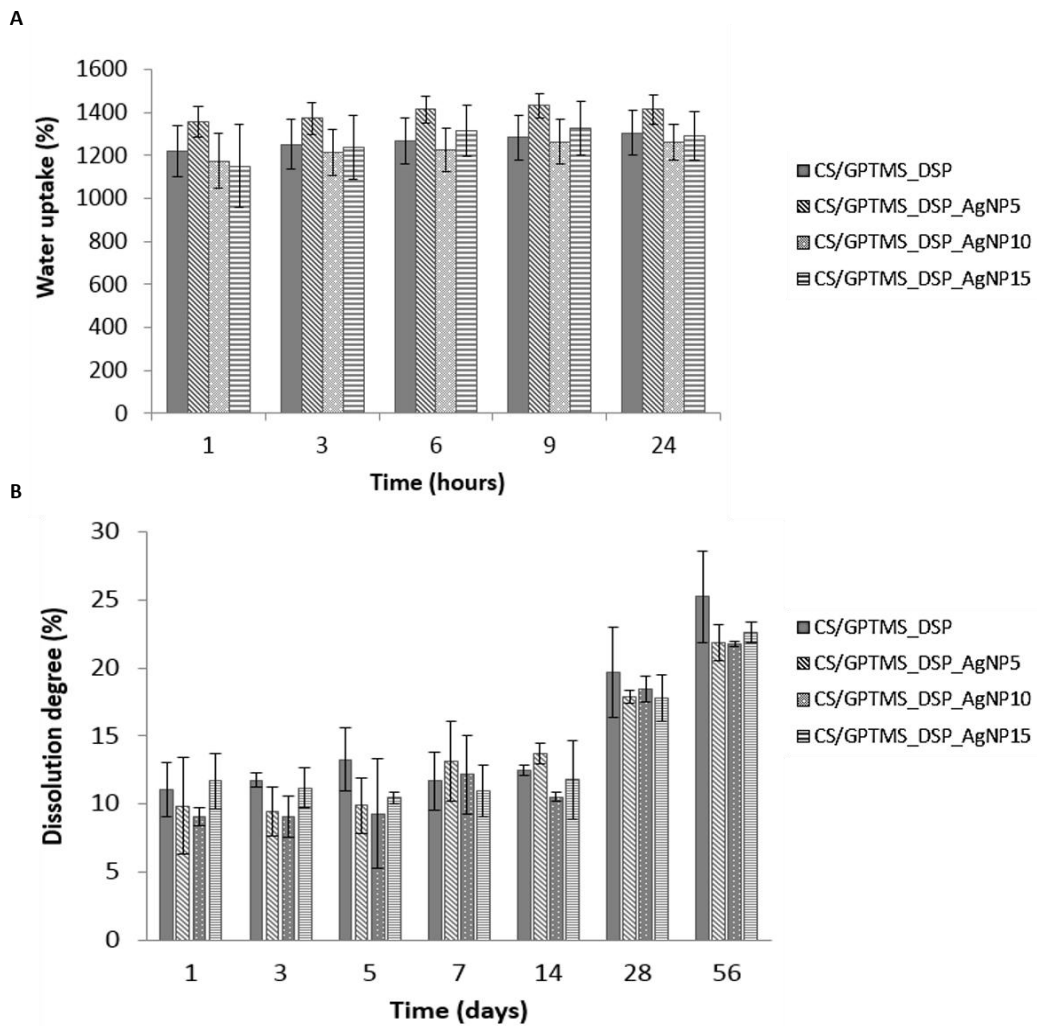 A
1600
1400
1200
1000
800
600
400
200
0
Water uptake (%)
1 3 6 9 24
Time (hours)
CS/GPTMS_DSP
CS/GPTMS_DSP_AgNP5
CS/GPTMS_DSP_AgNP10
CS/GPTMS_DSP_AgNP15
B
30
25
20
15
10
5
0
Dissolution degree (%)
1 3 5 7 14 28 56
Time (days)
CS/GPTMS_DSP
CS/GPTMS_DSP_AgNP5
CS/GPTMS_DSP_AgNP10
CS/GPTMS_DSP_AgNP15